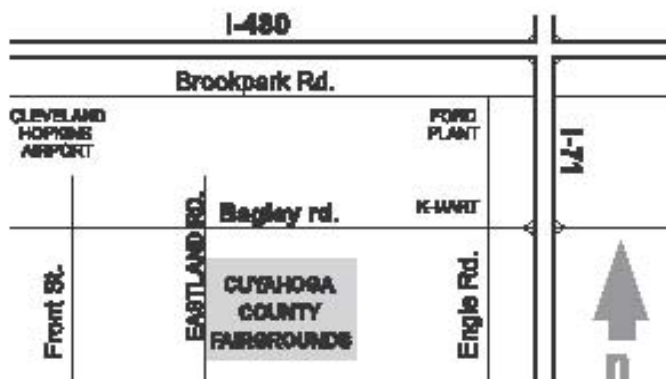 I-480
Brookpark Rd.
CLEVELAND
HOPKINS
AIRPORT
FORD
PLANT
I-71
K-MART
Bagley rd.
EASTLAND RD.
Front St.
CUYAHOGA
COUNTY
FAIRGROUNDS
Engle Rd.
n